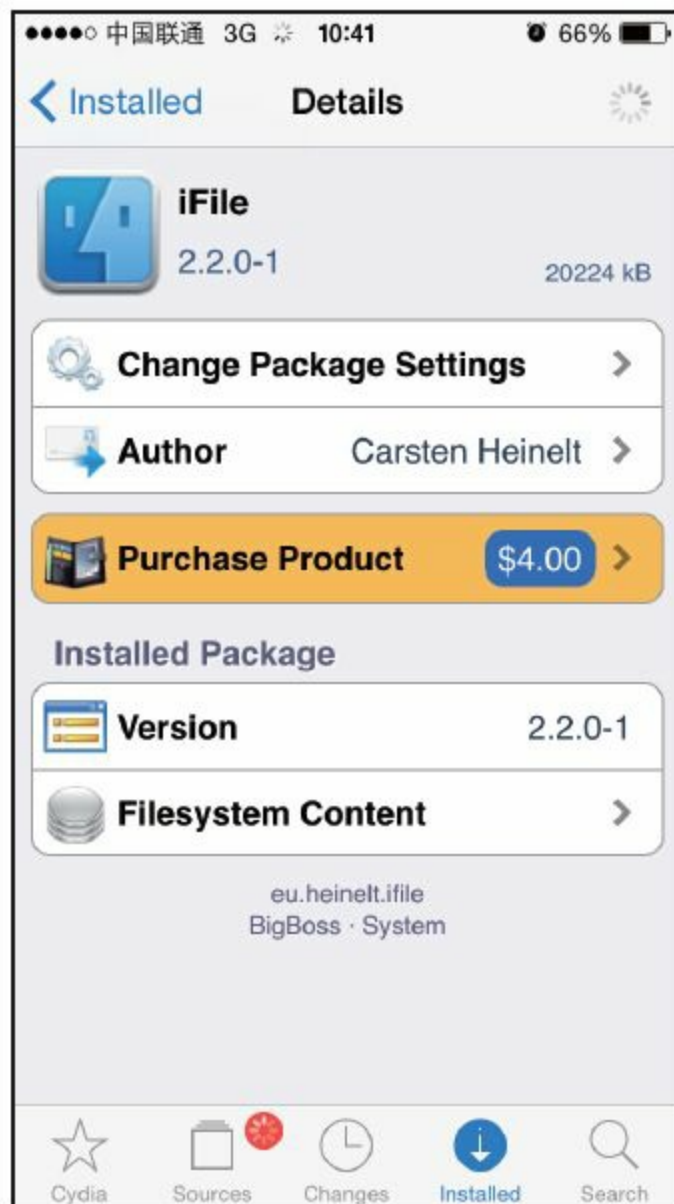 中国联通 3G 10:41 66%
Installed Details
iFile
2.2.0-1 20224 kB
Change Package Settings
Author Carsten Heinelt
Purchase Product $4.00
Installed Package
Version 2.2.0-1
Filesystem Content
eu.heinelt.ifile
BigBoss · System
Cydia Sources Changes Installed Search